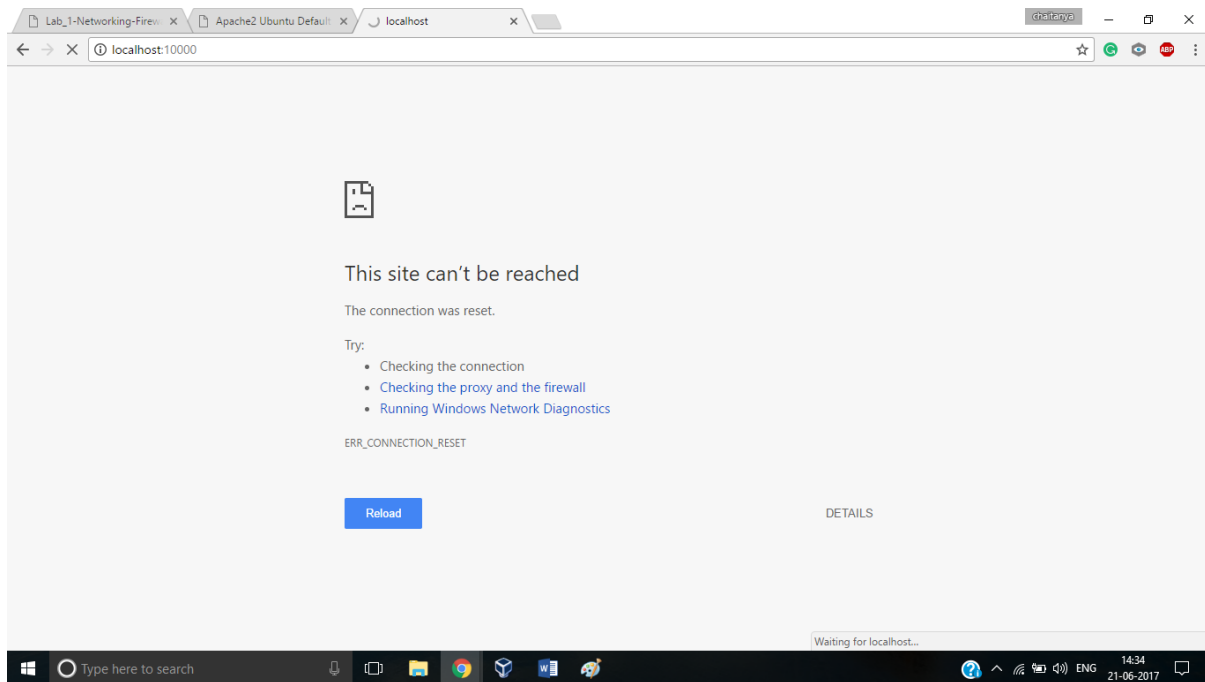 Lab_1-Networking-Firew
Apache2 Ubuntu Default
localhost
chaitanya
localhost:10000
ABP
This site can't be reached
The connection was reset.
Try:
• Checking the connection
• Checking the proxy and the firewall
• Running Windows Network Diagnostics
ERR_CONNECTION_RESET
Reload
DETAILS
Waiting for localhost...
Type here to search
ENG
14:34
21-06-2017